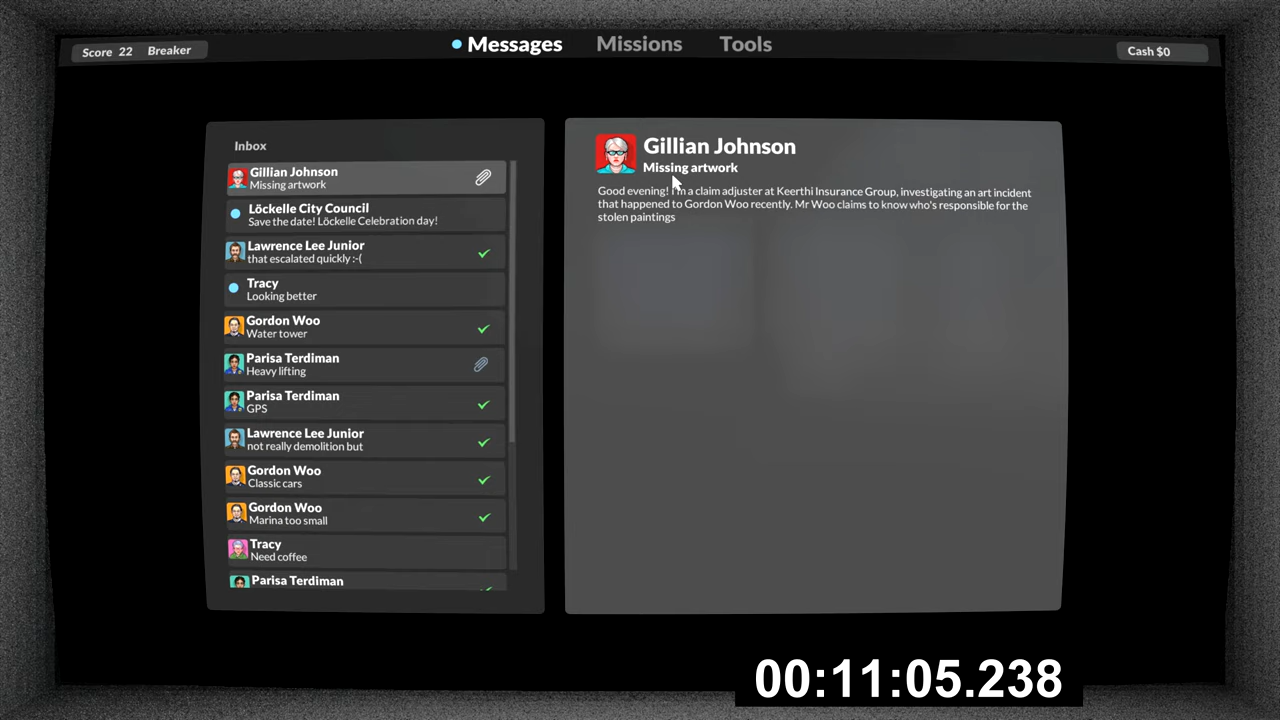 Score 22 Breaker
Messages Missions Tools
Cash $0
Inbox
Gillian Johnson
Missing artwork
Löckelle City Council
Save the date! Löckelle Celebration day!
Lawrence Lee Junior
that escalated quickly :-(
Tracy
Looking better
Gordon Woo
Water tower
Parisa Terdiman
Heavy lifting
Parisa Terdiman
GPS
Lawrence Lee Junior
not really demolition but
Gordon Woo
Classic cars
Gordon Woo
Marina too small
Tracy
Need coffee
Parisa Terdiman
Gillian Johnson
Missing artwork
Good evening! I'm a claim adjuster at Keerthi Insurance Group, investigating an art incident
that happened to Gordon Woo recently. Mr Woo claims to know who's responsible for the
stolen paintings
00:11:05.238